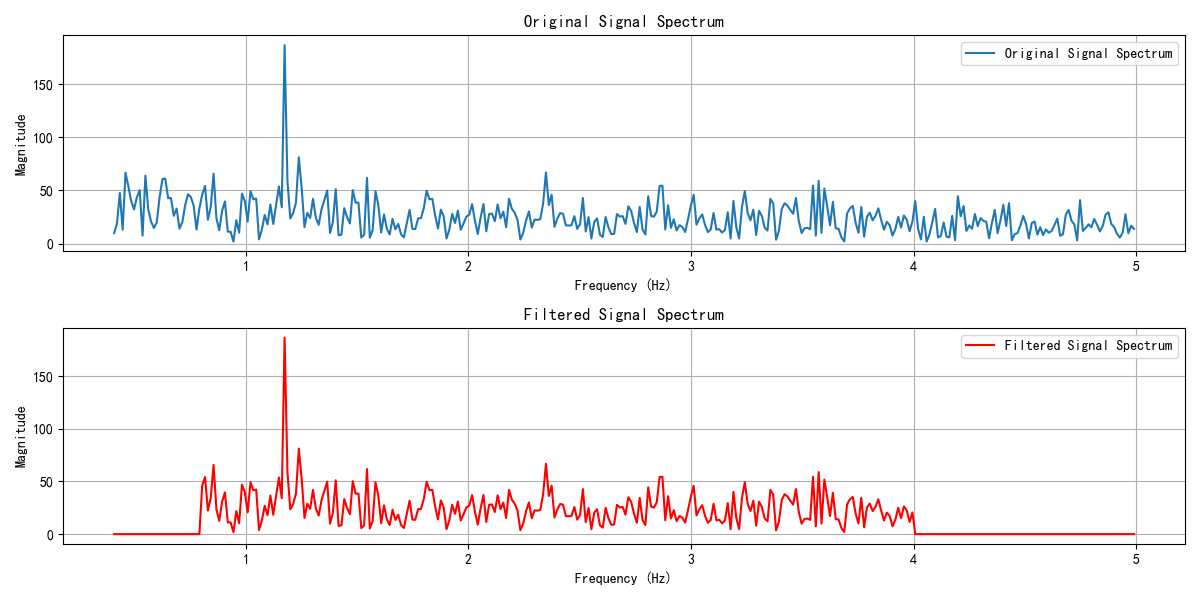 Original Signal Spectrum
Original Signal Spectrum
Magnitude
150
100
50
0
1
2
3
4
5
Frequency (Hz)
Filtered Signal Spectrum
Filtered Signal Spectrum
Magnitude
150
100
50
0
1
2
3
4
5
Frequency (Hz)